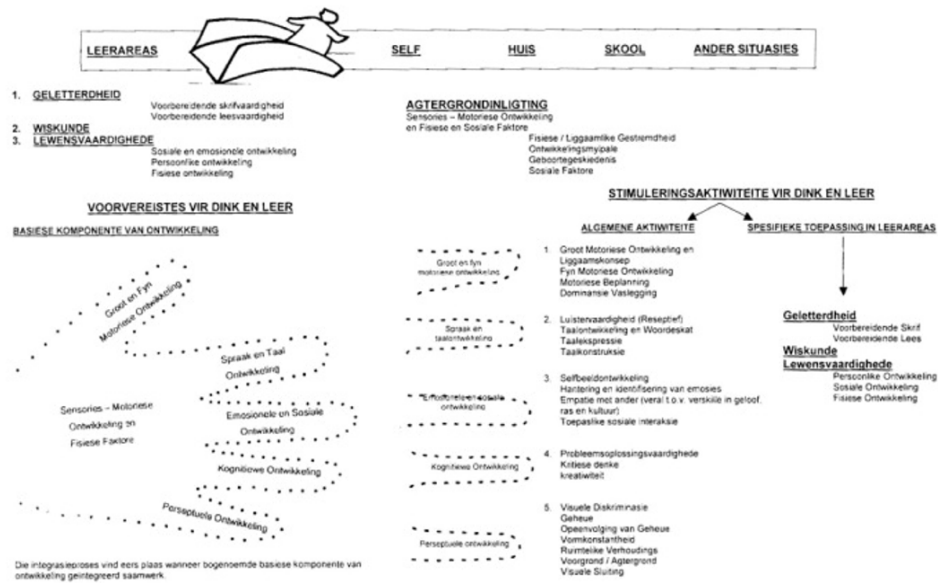 LEERAREAS SELF HUIS SKOOL ANDER SITUASIES
1. GELETTERDHEID
Voorbereidende skrifvaardigheid
Voorbereidende leesvaardigheid
2. WISKUNDE
3. LEWENSVAARDIGHEDE
Sosiale en emosionele ontwikkeling
Persoonlike ontwikkeling
Fisiese ontwikkeling
AGTERGRONDINLIGTING
Sensories – Motoriese Ontwikkeling
en Fisiese en Sosiale Faktore
Fisiese / Liggaamlike Gestremdheid
Ontwikkelingsmylpale
Geboortegeskiedenis
Sosiale Faktore
VOORVEREISTES VIR DINK EN LEER
BASIESE KOMPONENTE VAN ONTWIKKELING
Groot en Fyn
Motoriese Ontwikkeling
Spraak en Taal
Ontwikkeling
Sensories – Motoriese
Ontwikkeling en
Fisiese Faktore
Emosionele en Sosiale
Ontwikkeling
Kognitiewe Ontwikkeling
Perseptuele Ontwikkeling
Die integrasieproses vind eers plaas wanneer bogenoemde basiese komponente van
ontwikkeling geïntegreerd saamwerk.
STIMULERINGSAKTIWITEITE VIR DINK EN LEER
ALGEMENE AKTIWITEITE
SPESIFIEKE TOEPASSING IN LEERAREAS
Groot en fyn
motoriese ontwikkeling
1. Groot Motoriese Ontwikkeling en
Liggaamskonsep
Fyn Motoriese Ontwikkeling
Motoriese Beplanning
Dominansie Vaslegging
Spraak en
taalontwikkeling
2. Luistervaardigheid (Reseptief)
Taalontwikkeling en Woordeskat
Taalekspressie
Taalkonstruksie
Emosionele en sosiale
ontwikkeling
3. Selfbeeldontwikkeling
Hantering en identifisering van emosies
Empatie met ander (veral t.o.v. verskille in geloof,
ras en kultuur)
Toepaslike sosiale interaksie
Kognitiewe Ontwikkeling
4. Probleemsoplossingsvaardighede
Kritiese denke
kreatiwiteit
Perseptuele ontwikkeling
5. Visuele Diskriminasie
Geheue
Opeenvolging van Geheue
Vormkonstantheid
Ruimtelike Verhoudings
Voorgrond / Agtergrond
Visuele Sluiting
Geletterdheid
Voorbereidende Skrif
Voorbereidende Lees
Wiskunde
Lewensvaardighede
Persoonlike Ontwikkeling
Sosiale Ontwikkeling
Fisiese Ontwikkeling